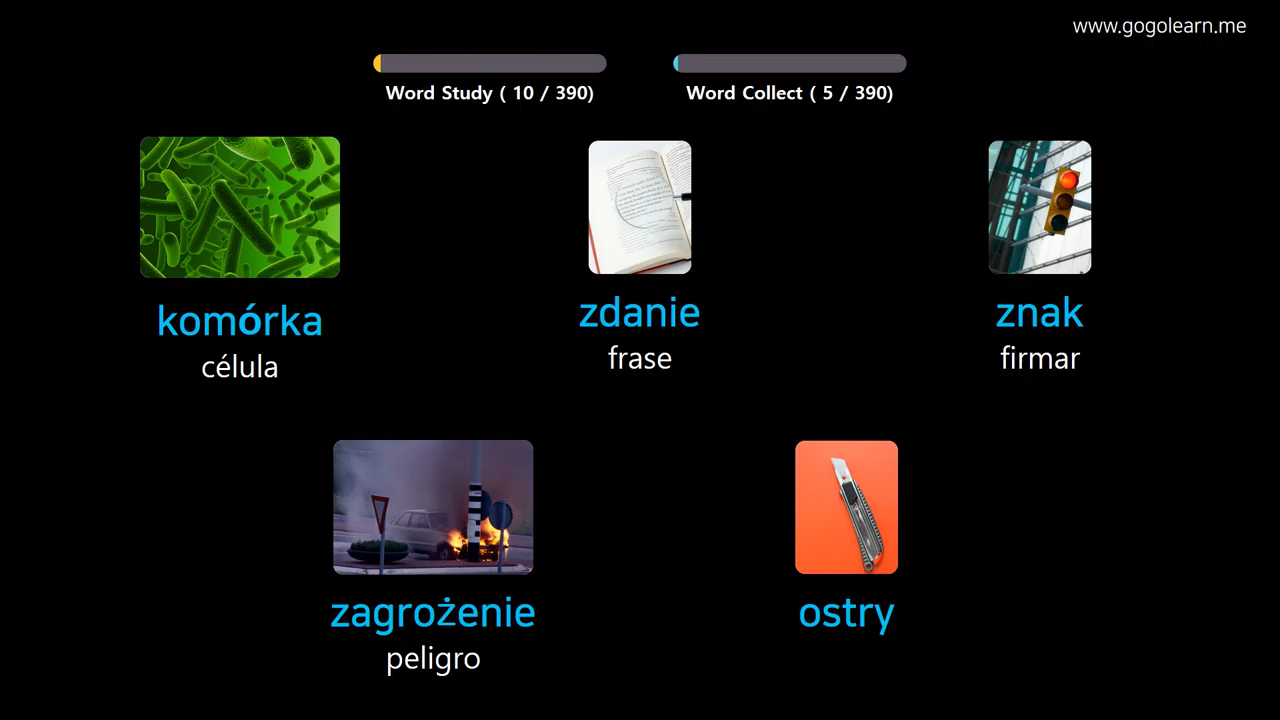 www.gogolearn.me
Word Study ( 10 / 390)
Word Collect ( 5 / 390)
komórka
célula
zdanie
frase
znak
firmar
zagrożenie
peligro
ostry